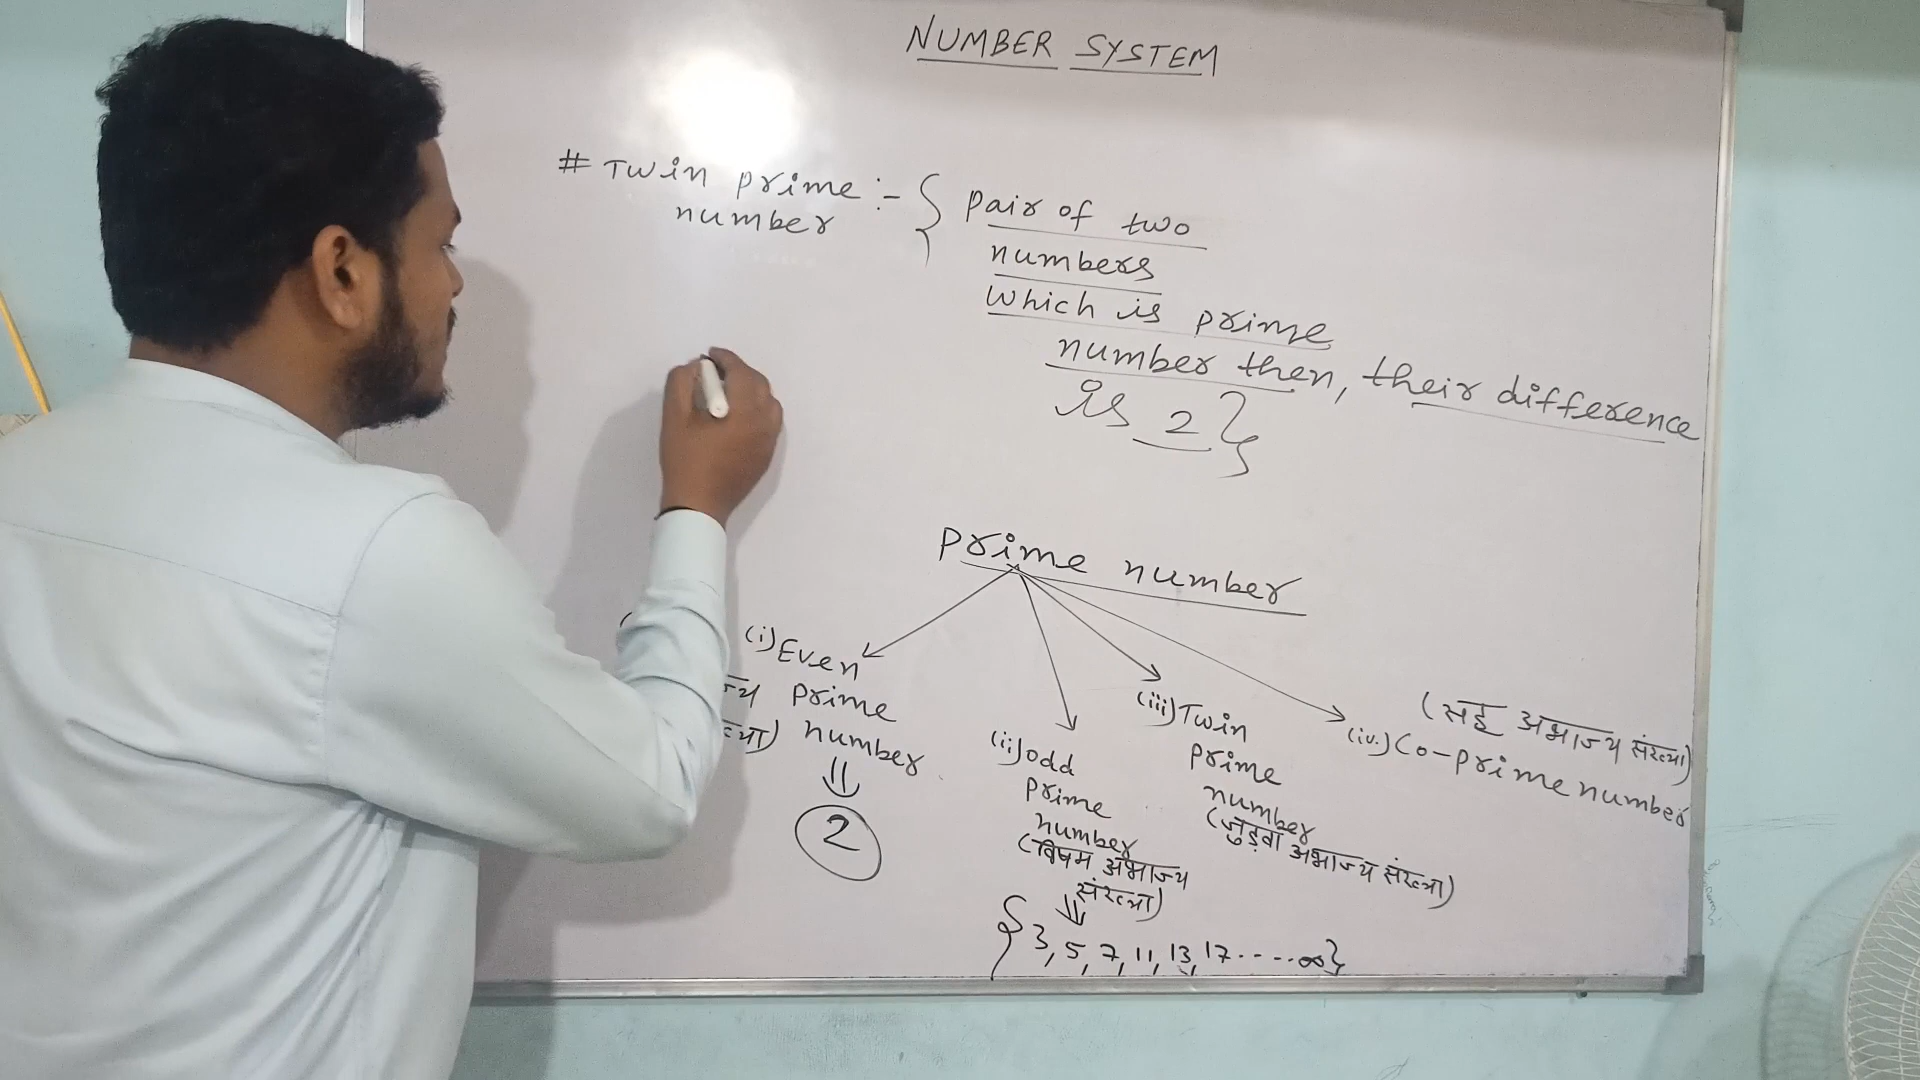 NUMBER SYSTEM
# Twin prime :- { Pair of two
number
numbers
which is prime
number then, their difference
is 2 }
Prime number
(i) Even
prime
number
2
(ii) odd
prime
number
(विषम अभाज्य
संख्या)
{3, 5, 7, 11, 13, 17 ----- ∞}
(iii) Twin
prime
number
(जुड़वा अभाज्य संख्या)
(सह अभाज्य संख्या)
(iv.) Co-prime number